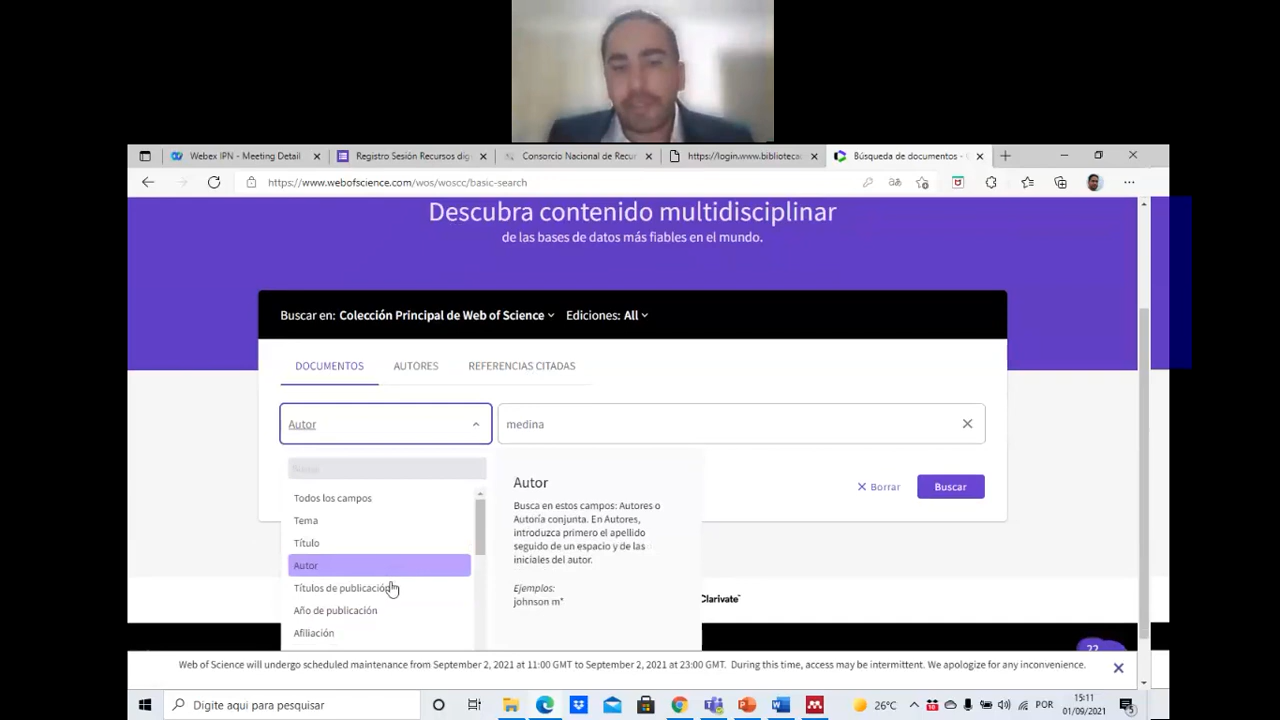 Webex IPN - Meeting Detail
Registro Sesión Recursos dig
Consorcio Nacional de Recur
https://login.www.biblioteca
Búsqueda de documentos -
https://www.webofscience.com/wos/woscc/basic-search
Descubra contenido multidisciplinar
de las bases de datos más fiables en el mundo.
Buscar en: Colección Principal de Web of Science
Ediciones: All
DOCUMENTOS
AUTORES
REFERENCIAS CITADAS
Autor
medina
Todos los campos
Tema
Título
Autor
Títulos de publicación
Año de publicación
Afiliación
Autor
Busca en estos campos: Autores o
Autoría conjunta. En Autores,
introduzca primero el apellido
seguido de un espacio y de las
iniciales del autor.
Ejemplos:
johnson m*
Borrar
Buscar
Clarivate
22
Web of Science will undergo scheduled maintenance from September 2, 2021 at 11:00 GMT to September 2, 2021 at 23:00 GMT. During this time, access may be intermittent. We apologize for any inconvenience.
Digite aqui para pesquisar
26°C
POR
15:11
01/09/2021